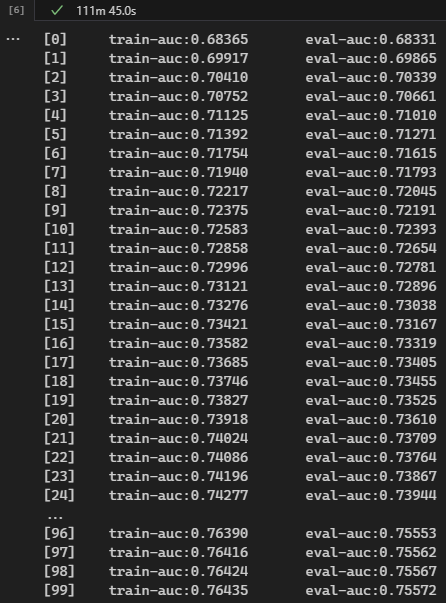 [6] ✓ 111m 45.0s
... [0] train-auc:0.68365 eval-auc:0.68331
[1] train-auc:0.69917 eval-auc:0.69865
[2] train-auc:0.70410 eval-auc:0.70339
[3] train-auc:0.70752 eval-auc:0.70661
[4] train-auc:0.71125 eval-auc:0.71010
[5] train-auc:0.71392 eval-auc:0.71271
[6] train-auc:0.71754 eval-auc:0.71615
[7] train-auc:0.71940 eval-auc:0.71793
[8] train-auc:0.72217 eval-auc:0.72045
[9] train-auc:0.72375 eval-auc:0.72191
[10] train-auc:0.72583 eval-auc:0.72393
[11] train-auc:0.72858 eval-auc:0.72654
[12] train-auc:0.72996 eval-auc:0.72781
[13] train-auc:0.73121 eval-auc:0.72896
[14] train-auc:0.73276 eval-auc:0.73038
[15] train-auc:0.73421 eval-auc:0.73167
[16] train-auc:0.73582 eval-auc:0.73319
[17] train-auc:0.73685 eval-auc:0.73405
[18] train-auc:0.73746 eval-auc:0.73455
[19] train-auc:0.73827 eval-auc:0.73525
[20] train-auc:0.73918 eval-auc:0.73610
[21] train-auc:0.74024 eval-auc:0.73709
[22] train-auc:0.74086 eval-auc:0.73764
[23] train-auc:0.74196 eval-auc:0.73867
[24] train-auc:0.74277 eval-auc:0.73944
...
[96] train-auc:0.76390 eval-auc:0.75553
[97] train-auc:0.76416 eval-auc:0.75562
[98] train-auc:0.76424 eval-auc:0.75567
[99] train-auc:0.76435 eval-auc:0.75572